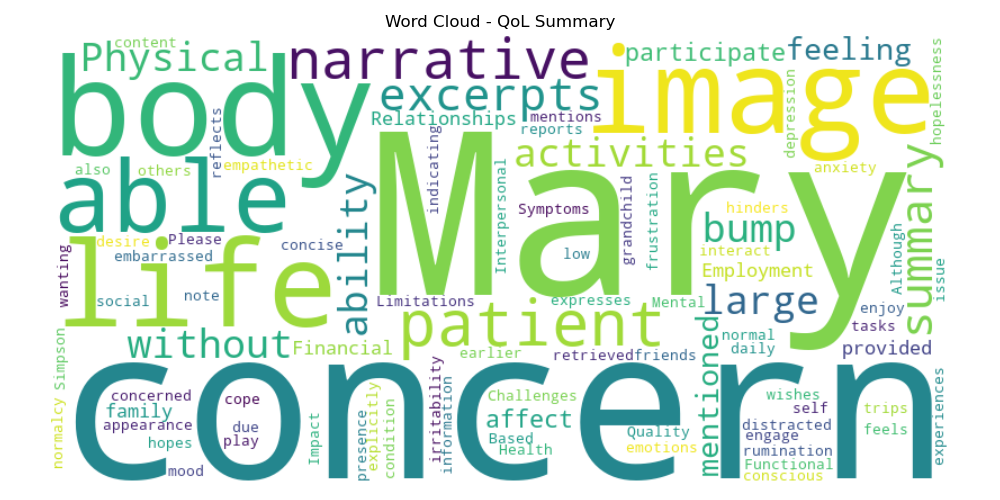 Word Cloud - QoL Summary
content
Physical
narrative
participate
feeling
body
image
excerpts
Relationships
mentions
reports
depression
hopelessness
reflects
indicating
activities
also
others
empathetic
anxiety
able
Mary
Interpersonal
Symptoms
grandchild
frustration
hinders
bump
summary
ability
desire
Please
concise
embarrassed
wanting
low
interact
Employment
Although
issue
life
social
note
Limitations
expresses
Mental
large
enjoy
tasks
patient
without
Financial
earlier
retrieved
friends
mentioned
normal
daily
provided
Simpson
normalcy
concern
concerned
cope
family
appearance
due
play
hopes
mood
Impact
presence
explicitly
condition
irritability
information
Challenges
affect
Based
Health
Quality
emotions
wishes
self
distracted
engage
rumination
Functional
conscious
trips
feels
experiences